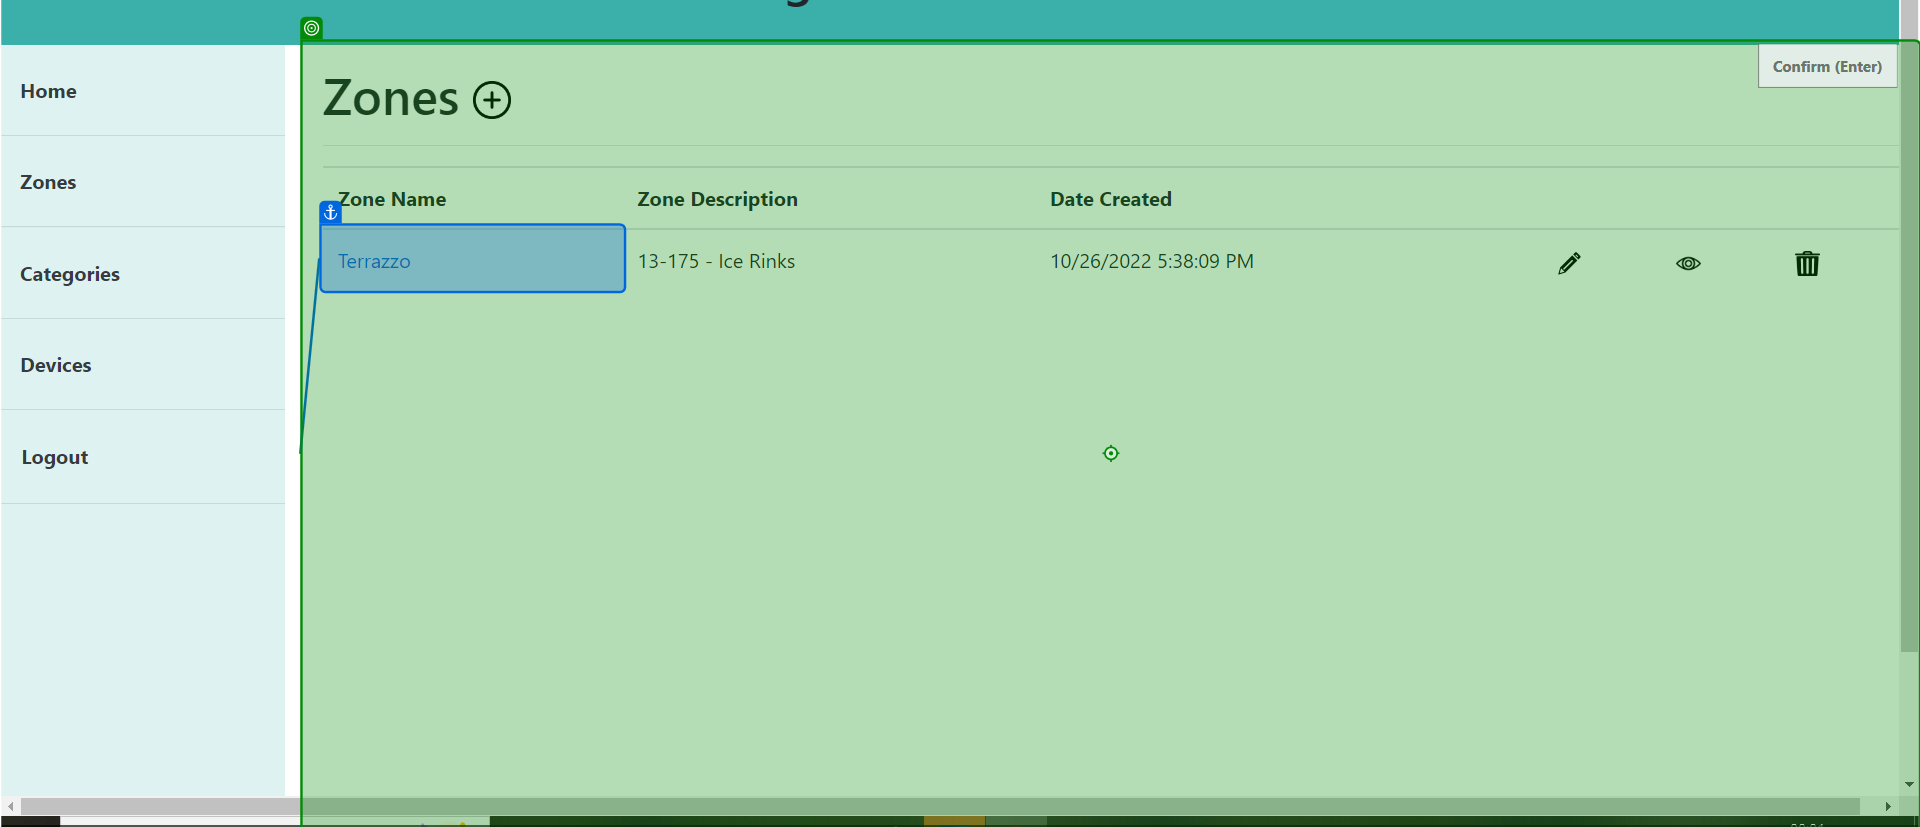 Confirm (Enter)
Home
Zones
Categories
Devices
Logout
Zones
Zone Name Zone Description Date Created
Terrazzo 13-175 - Ice Rinks 10/26/2022 5:38:09 PM